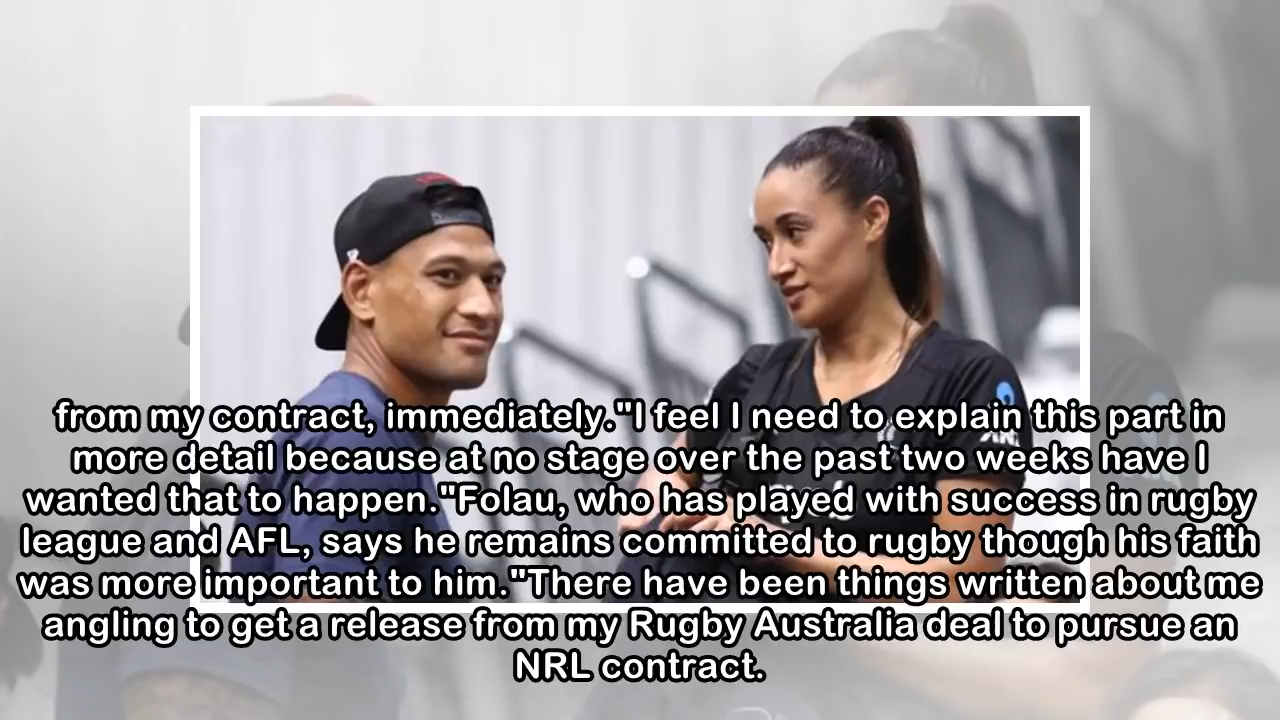 from my contract, immediately."I feel I need to explain this part in
more detail because at no stage over the past two weeks have I
wanted that to happen."Folau, who has played with success in rugby
league and AFL, says he remains committed to rugby though his faith
was more important to him."There have been things written about me
angling to get a release from my Rugby Australia deal to pursue an
NRL contract.